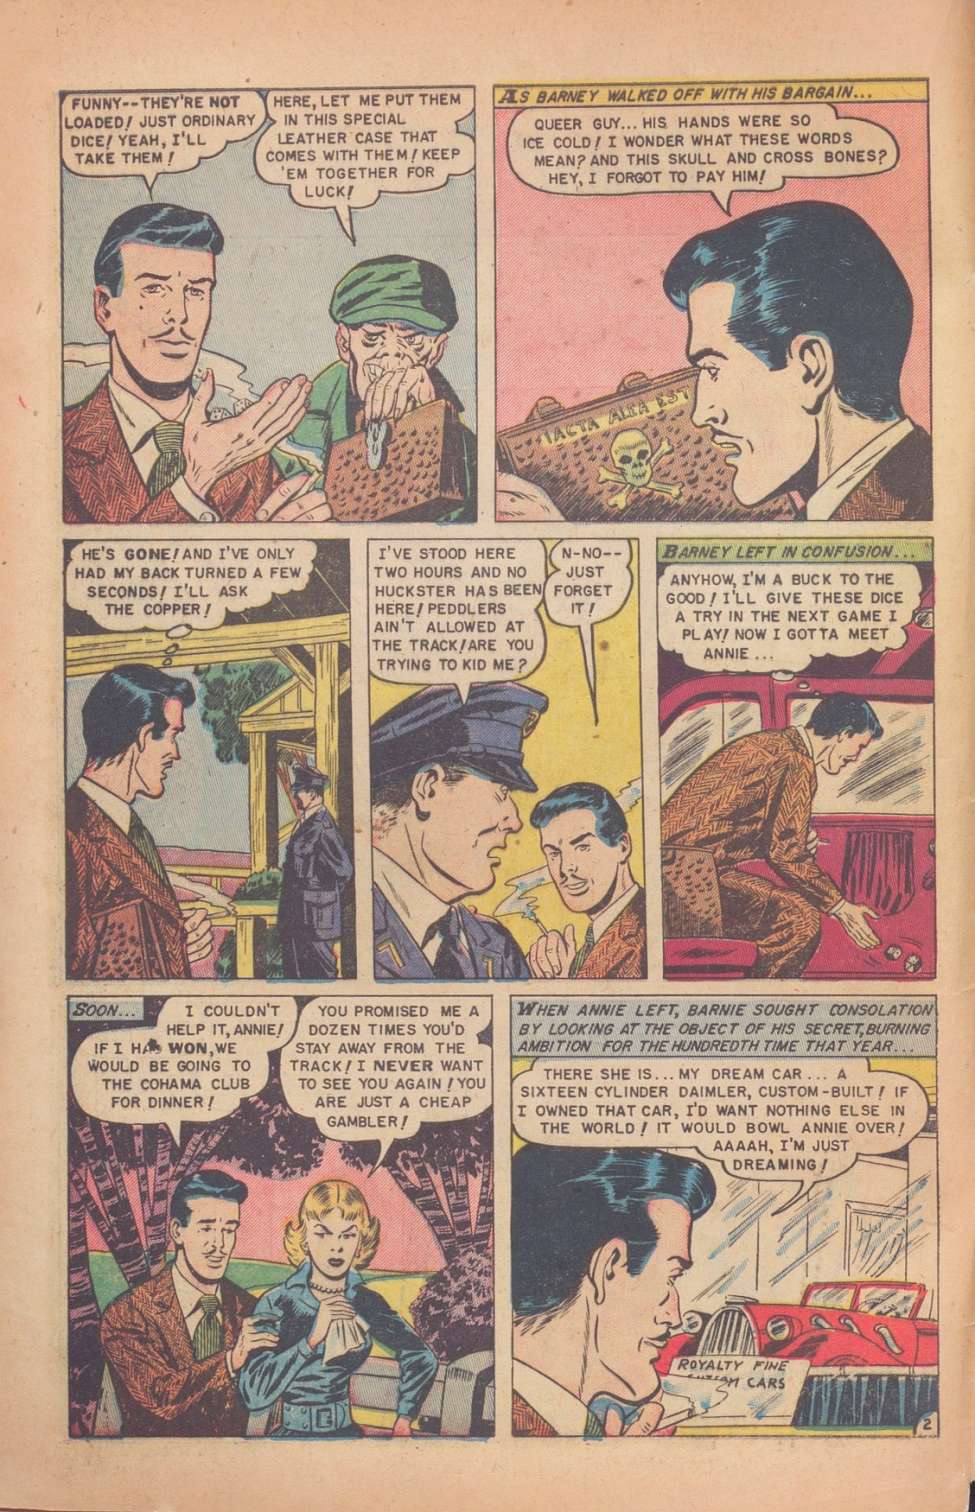 FUNNY--THEY'RE NOT
LOADED! JUST ORDINARY
DICE! YEAH, I'LL
TAKE THEM!
HERE, LET ME PUT THEM
IN THIS SPECIAL
LEATHER CASE THAT
COMES WITH THEM! KEEP
'EM TOGETHER FOR
LUCK!
AS BARNEY WALKED OFF WITH HIS BARGAIN...
QUEER GUY... HIS HANDS WERE SO
ICE COLD! I WONDER WHAT THESE WORDS
MEAN? AND THIS SKULL AND CROSS BONES?
HEY, I FORGOT TO PAY HIM!
IACTA ALEA EST
HE'S GONE! AND I'VE ONLY
HAD MY BACK TURNED A FEW
SECONDS! I'LL ASK
THE COPPER!
I'VE STOOD HERE
TWO HOURS AND NO
HUCKSTER HAS BEEN
HERE! PEDDLERS
AIN'T ALLOWED AT
THE TRACK! ARE YOU
TRYING TO KID ME?
N-NO--
JUST
FORGET
IT!
BARNEY LEFT IN CONFUSION...
ANYHOW, I'M A BUCK TO THE
GOOD! I'LL GIVE THESE DICE
A TRY IN THE NEXT GAME I
PLAY! NOW I GOTTA MEET
ANNIE...
SOON...
I COULDN'T
HELP IT, ANNIE!
IF I HAD WON, WE
WOULD BE GOING TO
THE COHAMA CLUB
FOR DINNER!
YOU PROMISED ME A
DOZEN TIMES YOU'D
STAY AWAY FROM THE
TRACK! I NEVER WANT
TO SEE YOU AGAIN! YOU
ARE JUST A CHEAP
GAMBLER!
WHEN ANNIE LEFT, BARNIE SOUGHT CONSOLATION
BY LOOKING AT THE OBJECT OF HIS SECRET, BURNING
AMBITION FOR THE HUNDREDTH TIME THAT YEAR...
THERE SHE IS... MY DREAM CAR... A
SIXTEEN CYLINDER DAIMLER, CUSTOM-BUILT! IF
I OWNED THAT CAR, I'D WANT NOTHING ELSE IN
THE WORLD! IT WOULD BOWL ANNIE OVER!
AAAAH, I'M JUST
DREAMING!
ROYALTY FINE
CARS
2